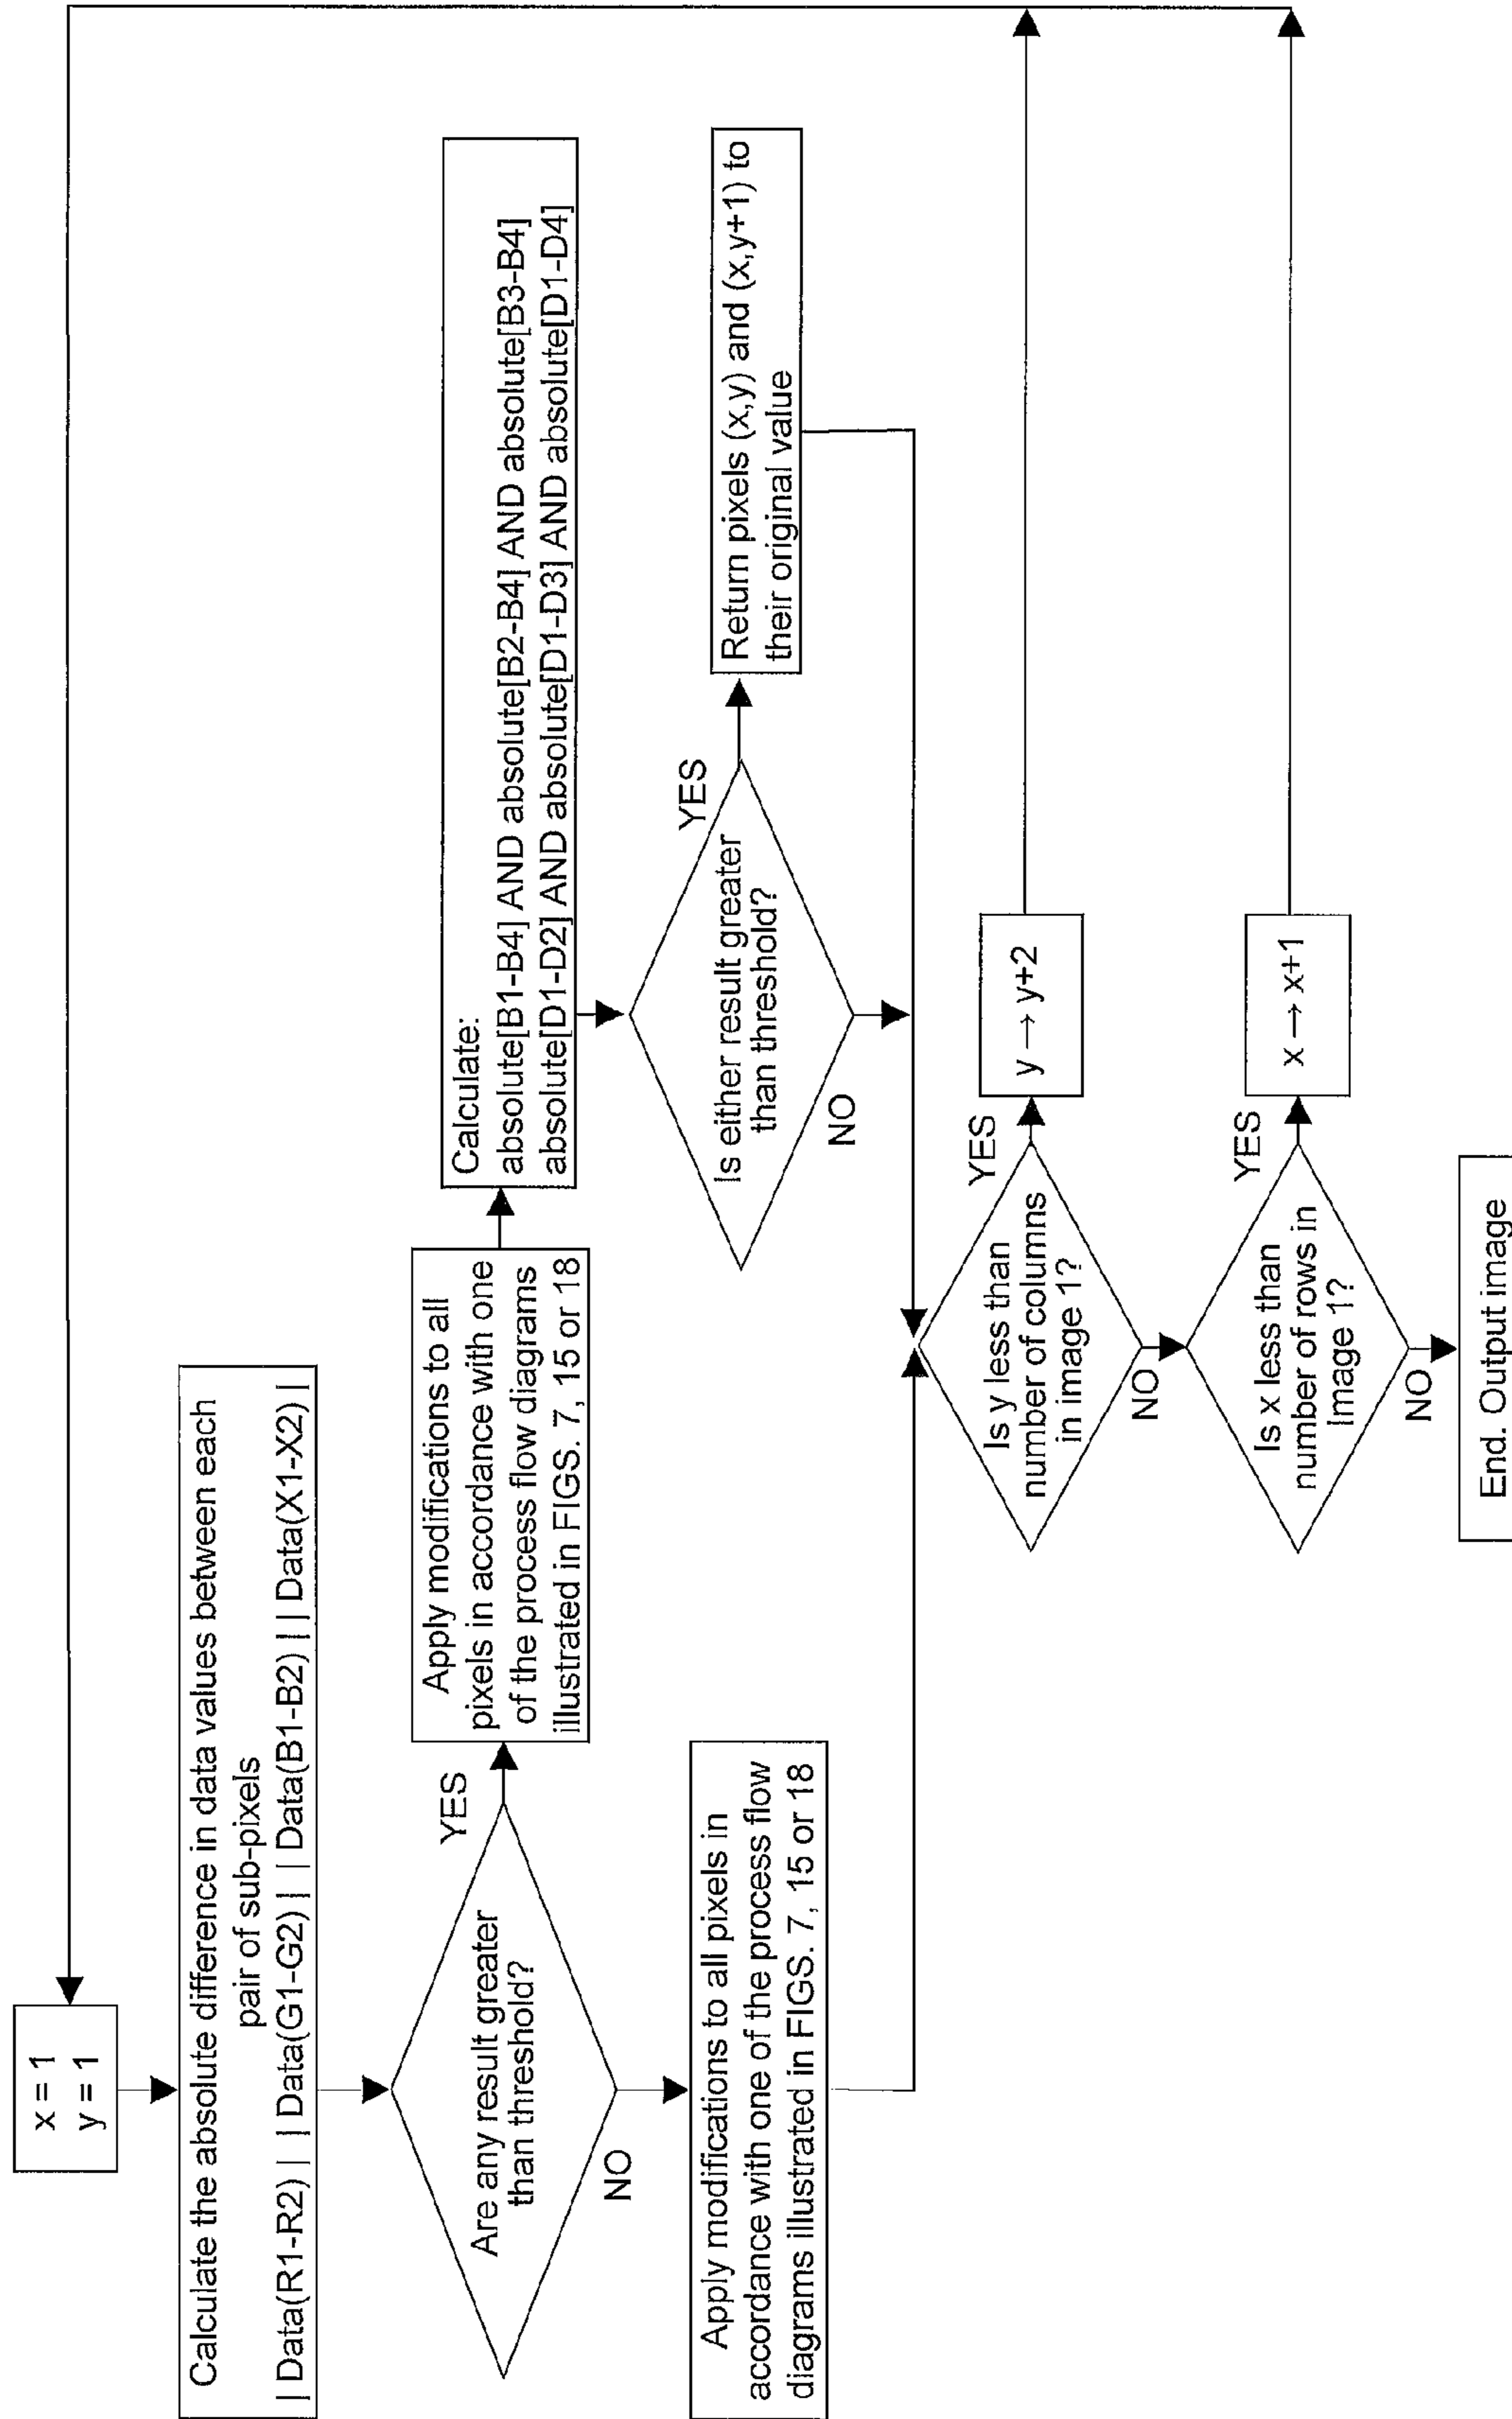 x = 1
y = 1
Calculate the absolute difference in data values between each
pair of sub-pixels
| Data(R1-R2) | | Data(G1-G2) | | Data(B1-B2) | | Data(X1-X2) |
Are any result greater
than threshold?
YES
NO
Apply modifications to all
pixels in accordance with one
of the process flow diagrams
illustrated in FIGS. 7, 15 or 18
Calculate:
absolute[B1-B4] AND absolute[B2-B4] AND absolute[B3-B4]
absolute[D1-D2] AND absolute[D1-D3] AND absolute[D1-D4]
Is either result greater
than threshold?
YES
NO
Return pixels (x,y) and (x,y+1) to
their original value
Apply modifications to all pixels in
accordance with one of the process flow
diagrams illustrated in FIGS. 7, 15 or 18
Is y less than
number of columns
in image 1?
YES
NO
y → y+2
Is x less than
number of rows in
Image 1?
YES
NO
x → x+1
End. Output image